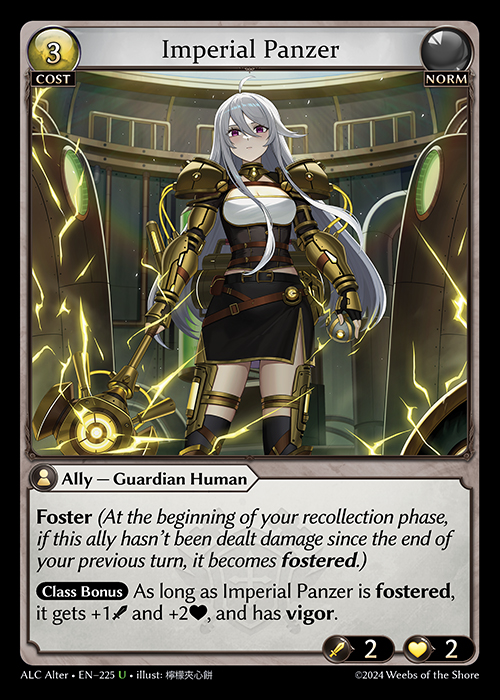 3
Imperial Panzer
COST
NORM
Ally — Guardian Human
Foster (At the beginning of your recollection phase,
if this ally hasn't been dealt damage since the end of
your previous turn, it becomes fostered.)
Class Bonus As long as Imperial Panzer is fostered,
it gets +1 and +2, and has vigor.
2
2
ALC Alter • EN–225 U • illust: 檸檬夾心餅
©2024 Weebs of the Shore